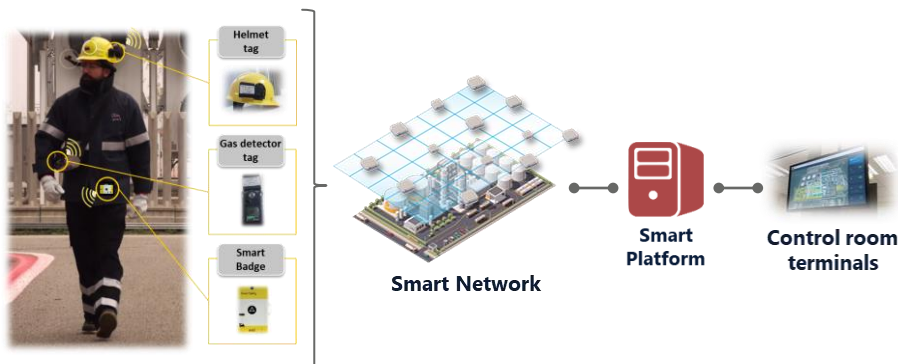 Helmet
tag
Gas detector
tag
Smart
Badge
Smart Network
Smart
Platform
Control room
terminals